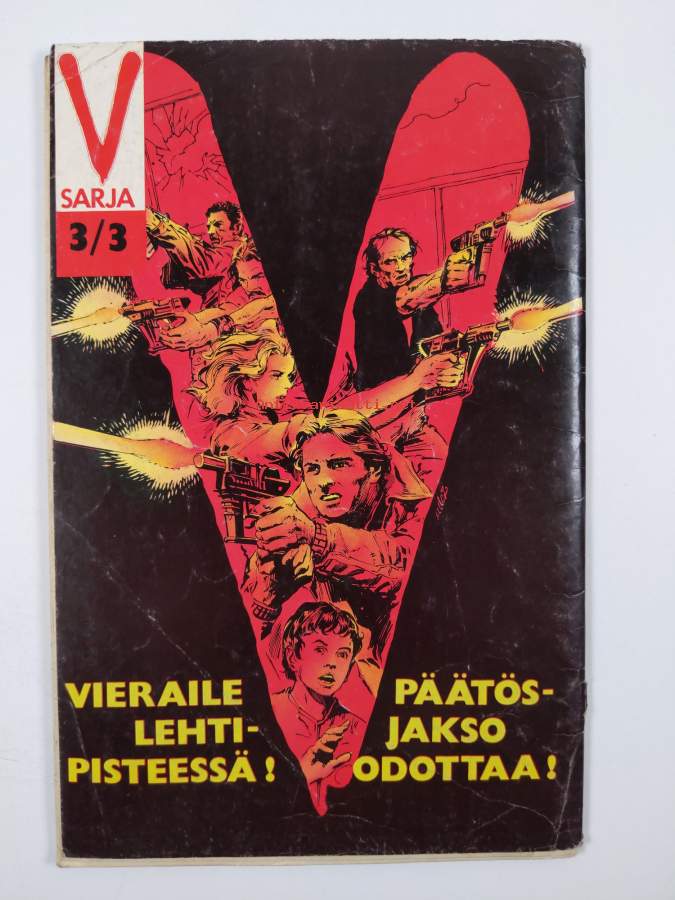 V
SARJA
3/3
VIERAILE
LEHTI-
PISTEESSÄ!
PÄÄTÖS-
JAKSO
ODOTTAA!